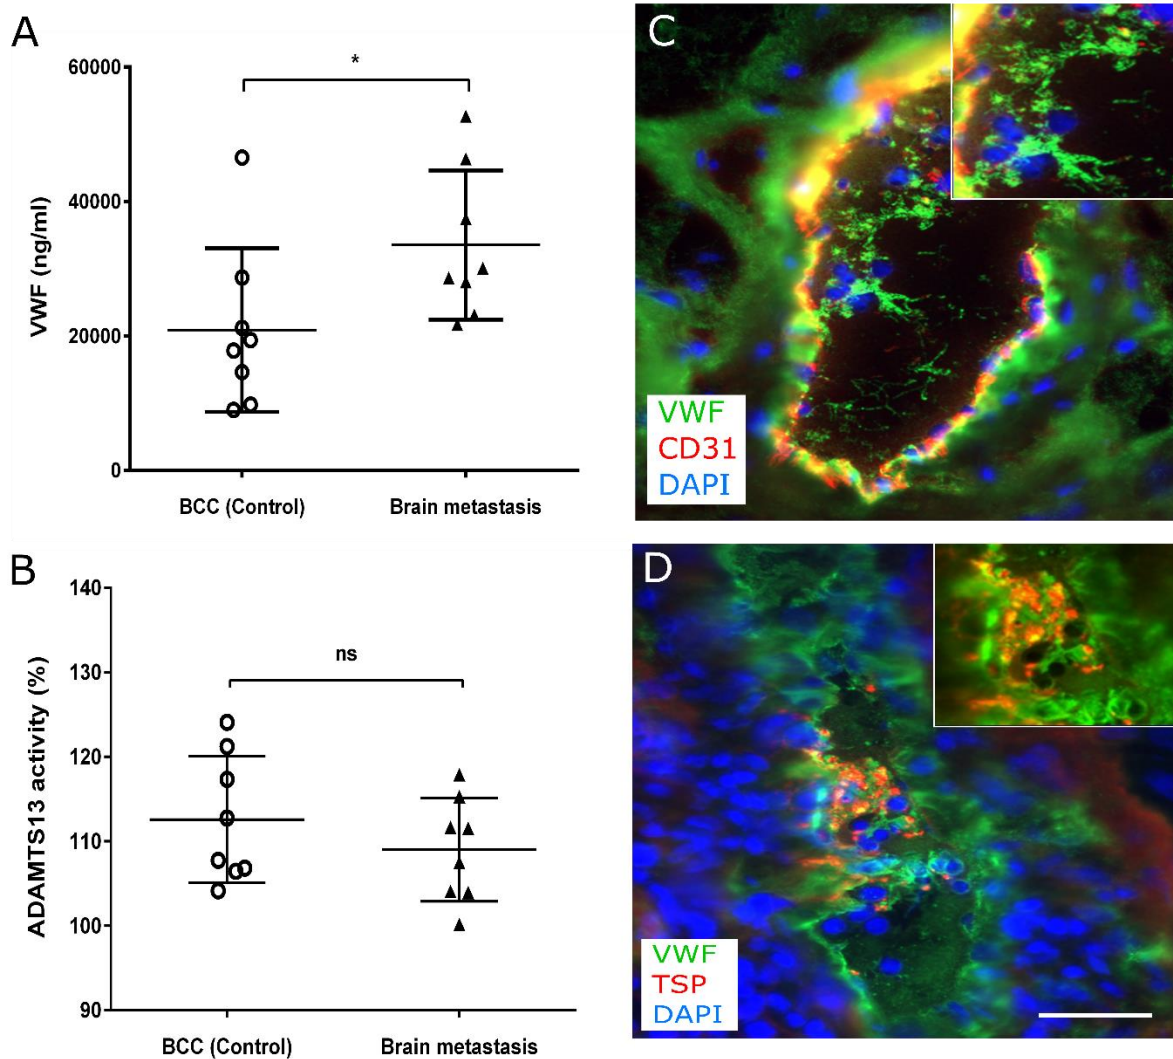 A
60000
40000
20000
0
VWF (ng/ml)
*
BCC (Control) Brain metastasis
B
140
130
120
110
100
90
ADAMTS13 activity (%)
ns
BCC (Control) Brain metastasis
C
VWF
CD31
DAPI
D
VWF
TSP
DAPI